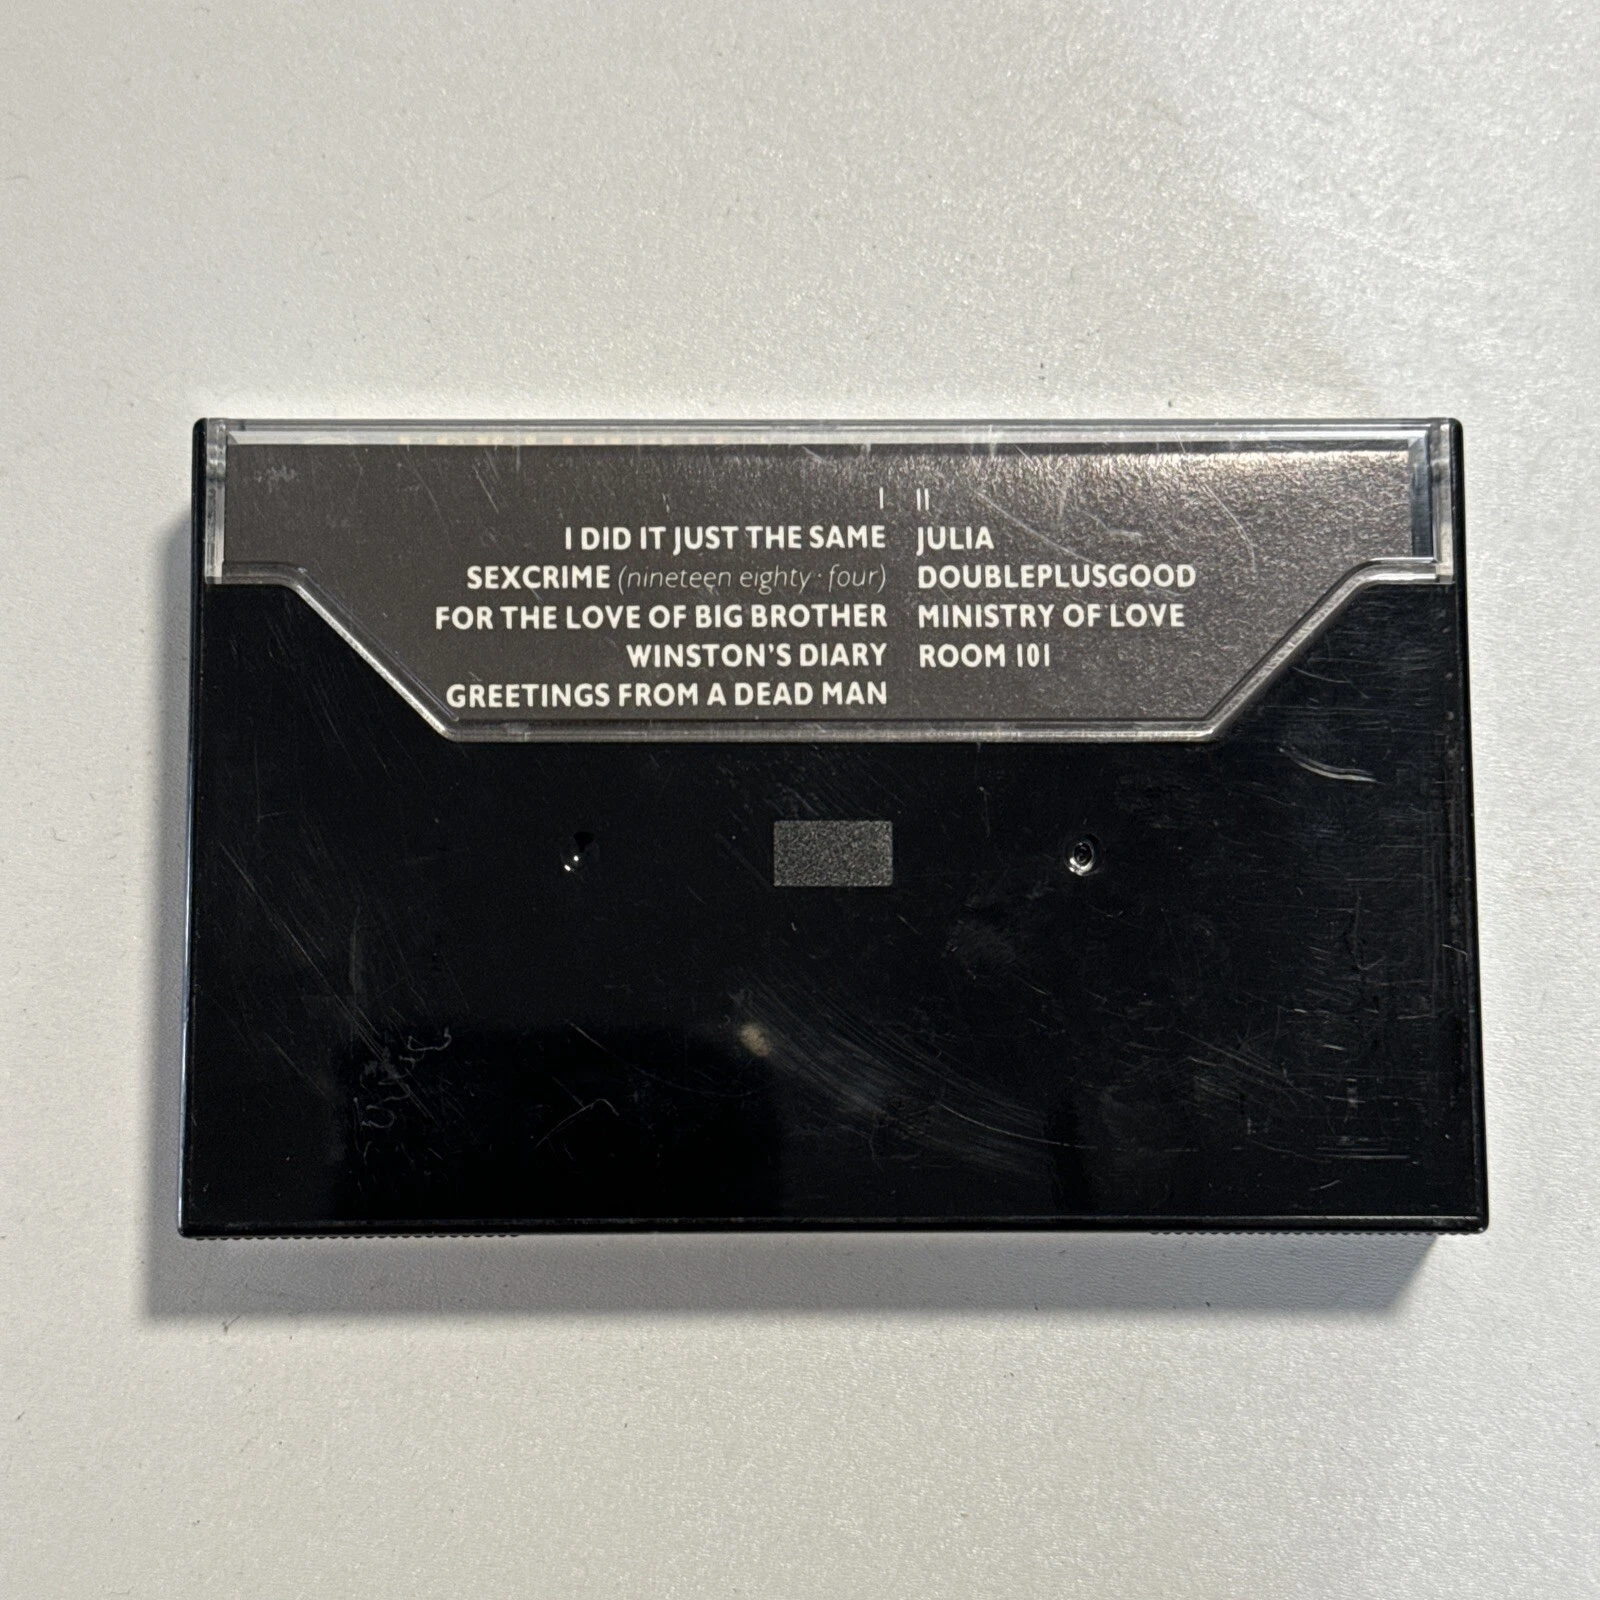 I
I DID IT JUST THE SAME
SEXCRIME (nineteen eighty·four)
FOR THE LOVE OF BIG BROTHER
WINSTON'S DIARY
GREETINGS FROM A DEAD MAN
II
JULIA
DOUBLEPLUSGOOD
MINISTRY OF LOVE
ROOM 101